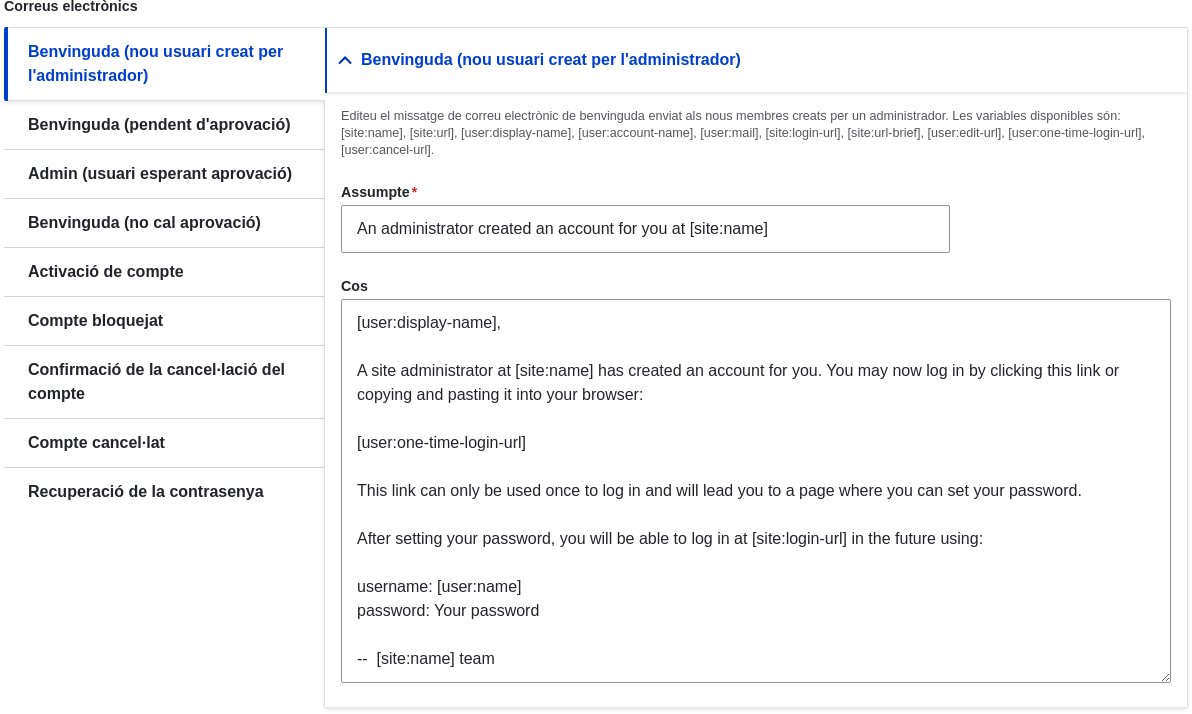 Correus electrònics
Benvinguda (nou usuari creat per
l'administrador)
Benvinguda (pendent d'aprovació)
Admin (usuari esperant aprovació)
Benvinguda (no cal aprovació)
Activació de compte
Compte bloquejat
Confirmació de la cancel·lació del
compte
Compte cancel·lat
Recuperació de la contrasenya
Benvinguda (nou usuari creat per l'administrador)
Editeu el missatge de correu electrònic de benvinguda enviat als nous membres creats per un administrador. Les variables disponibles són:
[site:name], [site:url], [user:display-name], [user:account-name], [user:mail], [site:login-url], [site:url-brief], [user:edit-url], [user:one-time-login-url],
[user:cancel-url].
Assumpte*
An administrator created an account for you at [site:name]
Cos
[user:display-name],
A site administrator at [site:name] has created an account for you. You may now log in by clicking this link or
copying and pasting it into your browser:
[user:one-time-login-url]
This link can only be used once to log in and will lead you to a page where you can set your password.
After setting your password, you will be able to log in at [site:login-url] in the future using:
username: [user:name]
password: Your password
--  [site:name] team